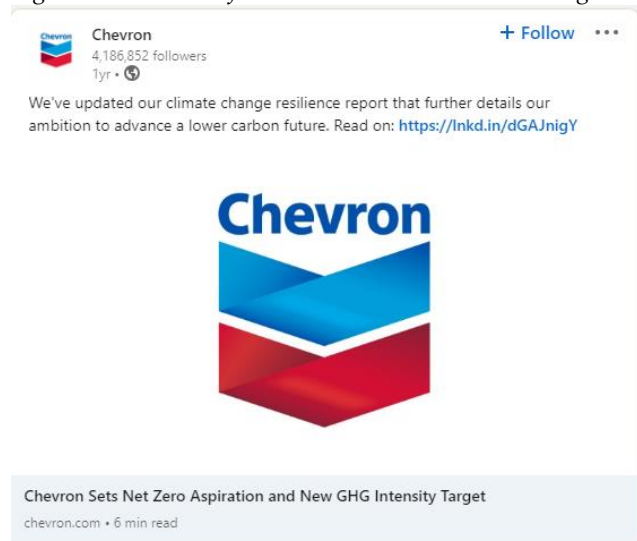 Chevron
Chevron
4,186,852 followers
1yr •
+ Follow •••
We've updated our climate change resilience report that further details our
ambition to advance a lower carbon future. Read on: https://lnkd.in/dGAJnigY
Chevron
Chevron Sets Net Zero Aspiration and New GHG Intensity Target
chevron.com • 6 min read